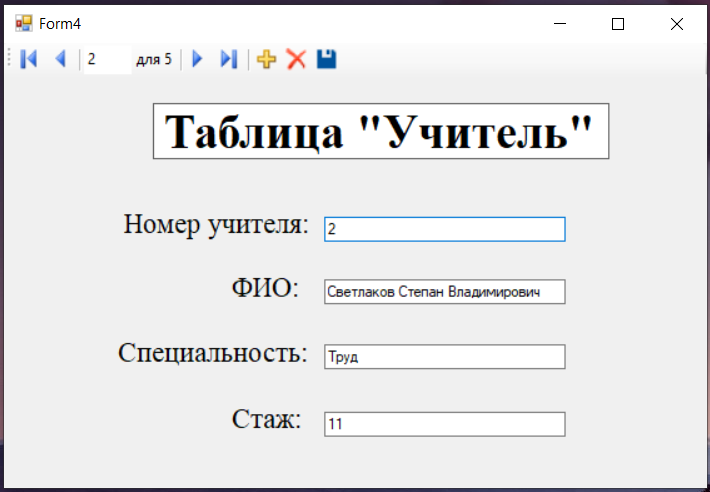 Form4
2 для 5
Таблица "Учитель"
Номер учителя: 2
ФИО: Светлаков Степан Владимирович
Специальность: Труд
Стаж: 11